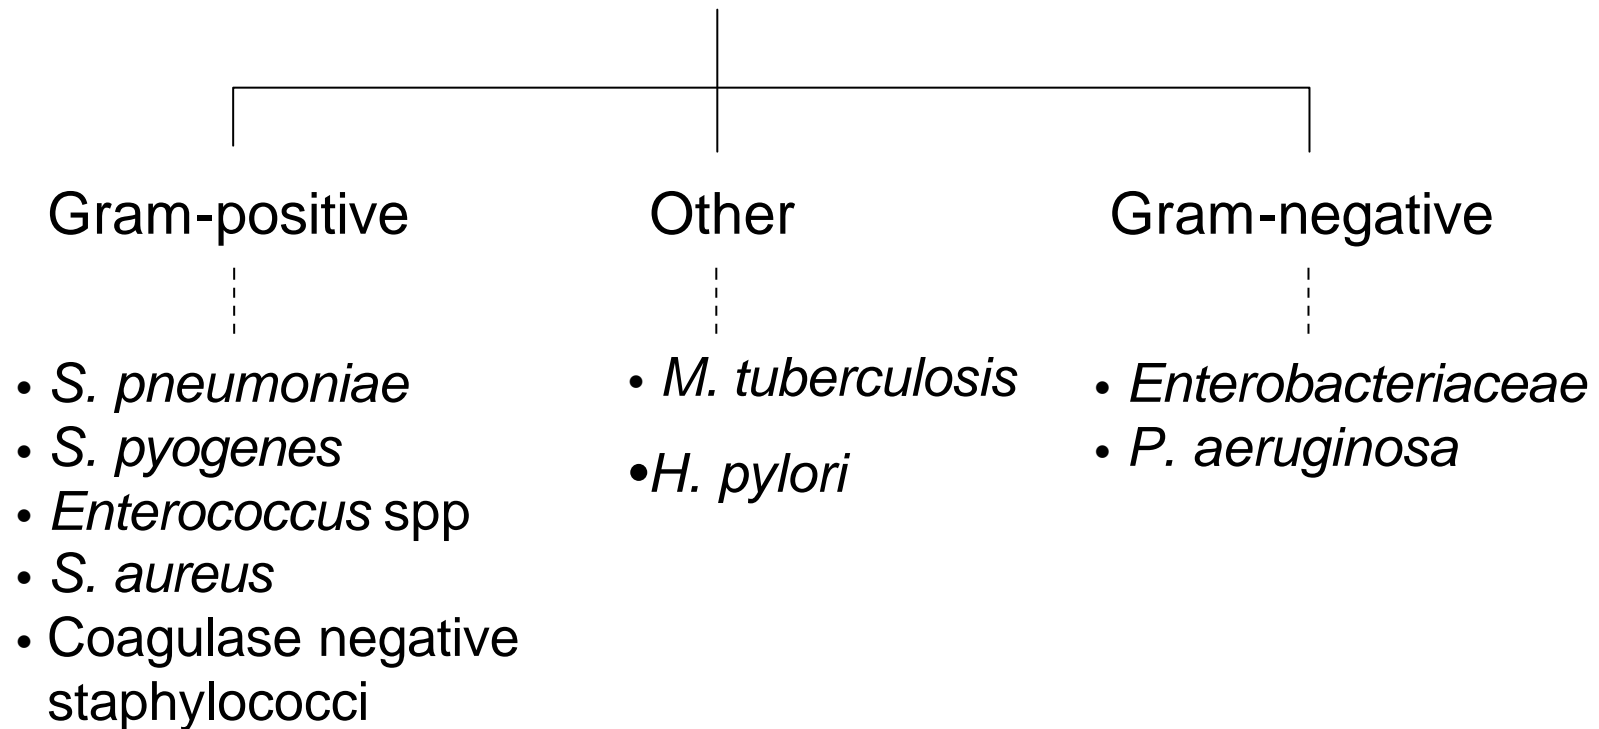 Gram-positive
• S. pneumoniae
• S. pyogenes
• Enterococcus spp
• S. aureus
• Coagulase negative
staphylococci
Other
• M. tuberculosis
•H. pylori
Gram-negative
• Enterobacteriaceae
• P. aeruginosa